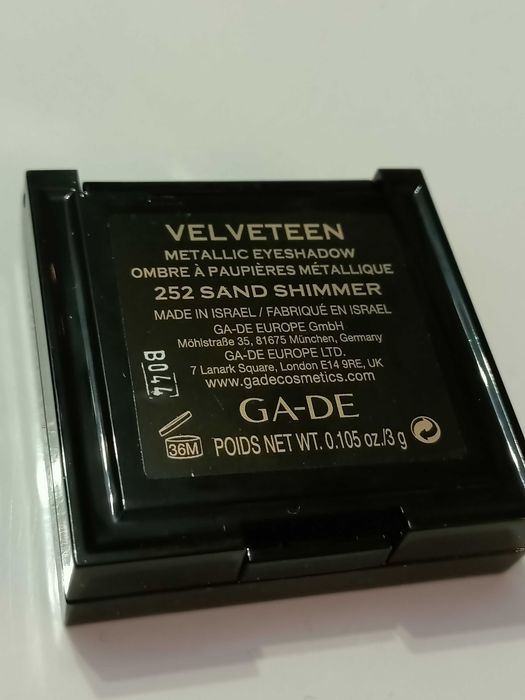 VELVETEEN
METALLIC EYESHADOW
OMBRE À PAUPIÈRES MÉTALLIQUE
252 SAND SHIMMER
MADE IN ISRAEL / FABRIQUÉ EN ISRAEL
GA-DE EUROPE GmbH
Möhlstraße 35, 81675 München, Germany
GA-DE EUROPE LTD.
7 Lanark Square, London E14 9RE, UK
www.gadecosmetics.com
B044
GA-DE
36M
POIDS NET WT. 0.105 oz./3 g